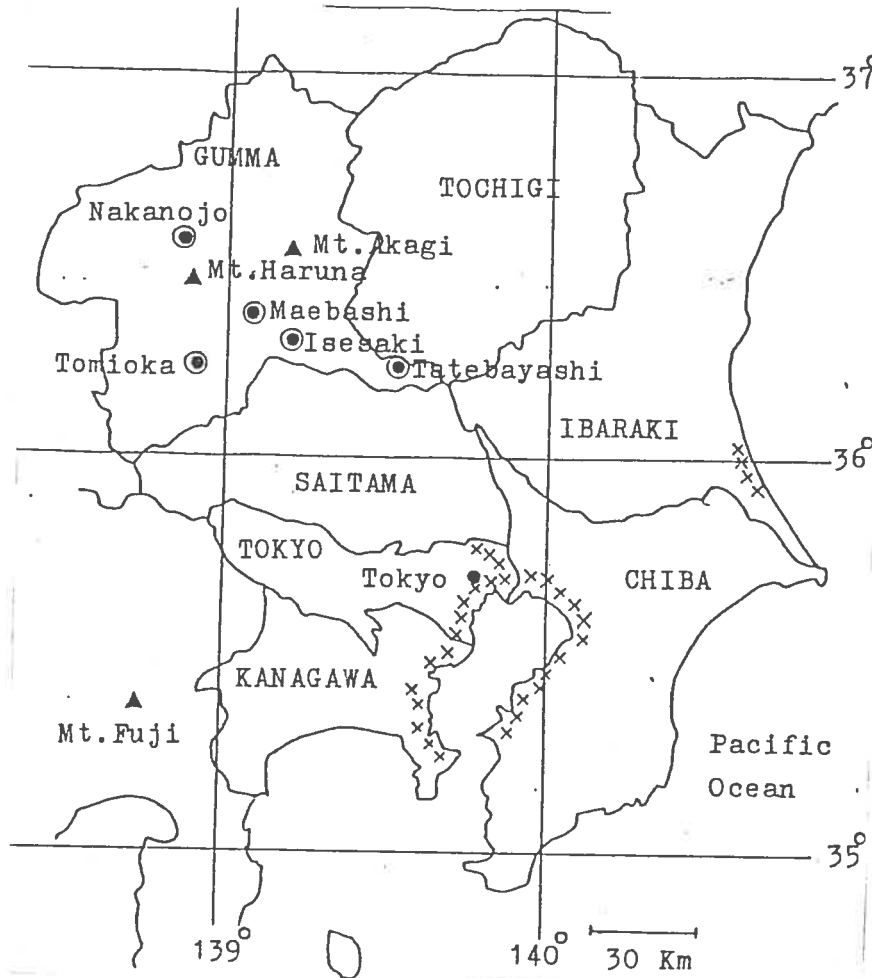 37°
GUMMA
TOCHIGI
Nakanojo
Mt.Akagi
Mt.Haruna
Maebashi
Isesaki
Tomioka
Tatebayashi
IBARAKI
36°
SAITAMA
TOKYO
Tokyo
CHIBA
KANAGAWA
Mt.Fuji
Pacific
Ocean
35°
139°
140°
30 Km